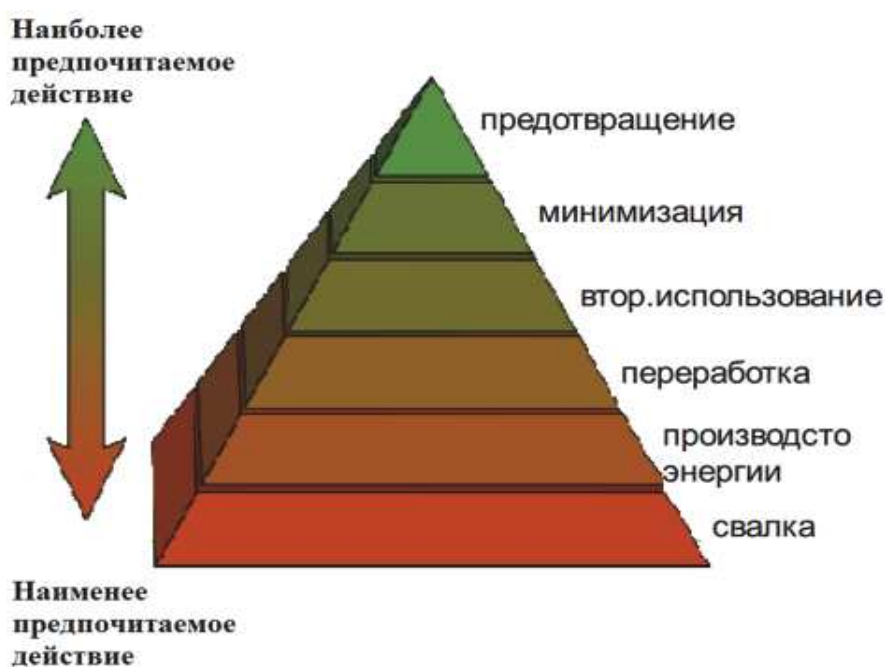 Наиболее
предпочитаемое
действие
предотвращение
минимизация
втор.использование
переработка
производсто
энергии
свалка
Наименее
предпочитаемое
действие